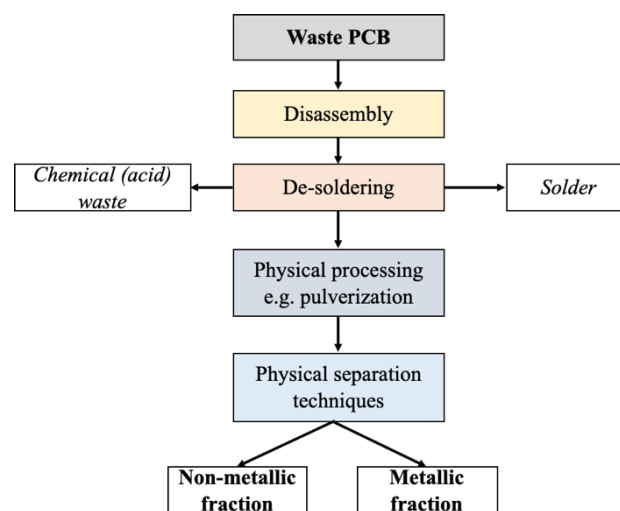 Waste PCB
Disassembly
Chemical (acid)
waste
De-soldering
Solder
Physical processing
e.g. pulverization
Physical separation
techniques
Non-metallic
fraction
Metallic
fraction